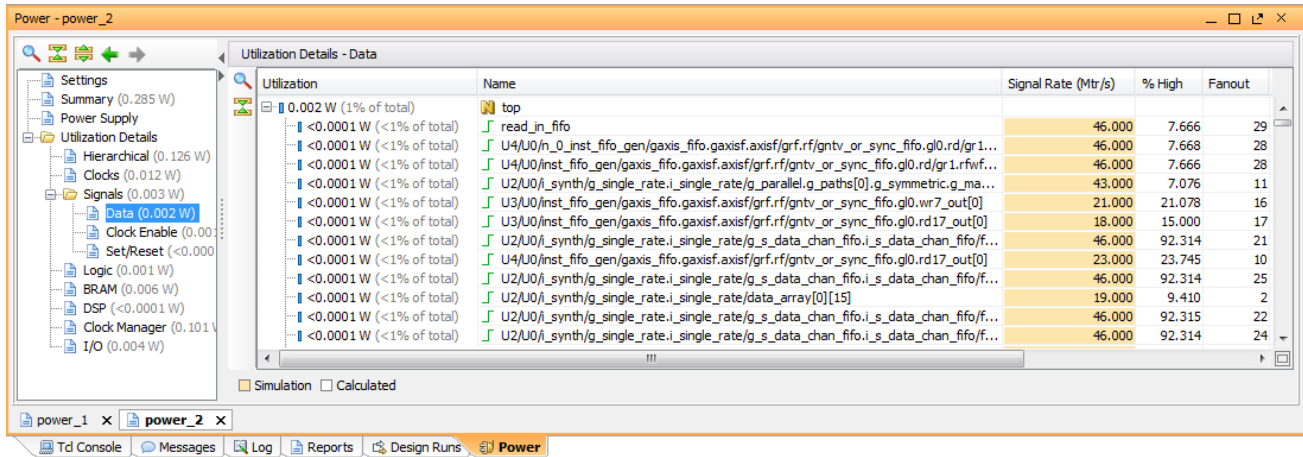 Power - power_2
Utilization Details - Data
Settings
Summary (0.285 W)
Power Supply
Utilization Details
Hierarchical (0.126 W)
Clocks (0.012 W)
Signals (0.003 W)
Data (0.002 W)
Clock Enable (0.001
Set/Reset (<0.000
Logic (0.001 W)
BRAM (0.006 W)
DSP (<0.0001 W)
Clock Manager (0.101 W
I/O (0.004 W)
Utilization Name Signal Rate (Mtr/s) % High Fanout
0.002 W (1% of total) N top
<0.0001 W (<1% of total) read_in_fifo 46.000 7.666 29
<0.0001 W (<1% of total) U4/U0/n_0_inst_fifo_gen/gaxis_fifo.gaxisf.axisf/grf.rf/gntv_or_sync_fifo.gl0.rd/gr1... 46.000 7.668 28
<0.0001 W (<1% of total) U4/U0/inst_fifo_gen/gaxis_fifo.gaxisf.axisf/grf.rf/gntv_or_sync_fifo.gl0.rd/gr1.rfwf... 46.000 7.666 28
<0.0001 W (<1% of total) U2/U0/i_synth/g_single_rate.i_single_rate/g_parallel.g_paths[0].g_symmetric.g_ma... 43.000 7.076 11
<0.0001 W (<1% of total) U3/U0/inst_fifo_gen/gaxis_fifo.gaxisf.axisf/grf.rf/gntv_or_sync_fifo.gl0.wr7_out[0] 21.000 21.078 16
<0.0001 W (<1% of total) U3/U0/inst_fifo_gen/gaxis_fifo.gaxisf.axisf/grf.rf/gntv_or_sync_fifo.gl0.rd17_out[0] 18.000 15.000 17
<0.0001 W (<1% of total) U2/U0/i_synth/g_single_rate.i_single_rate/g_s_data_chan_fifo.i_s_data_chan_fifo/f... 46.000 92.314 21
<0.0001 W (<1% of total) U4/U0/inst_fifo_gen/gaxis_fifo.gaxisf.axisf/grf.rf/gntv_or_sync_fifo.gl0.rd17_out[0] 23.000 23.745 10
<0.0001 W (<1% of total) U2/U0/i_synth/g_single_rate.i_single_rate/g_s_data_chan_fifo.i_s_data_chan_fifo/f... 46.000 92.314 25
<0.0001 W (<1% of total) U2/U0/i_synth/g_single_rate.i_single_rate/data_array[0][15] 19.000 9.410 2
<0.0001 W (<1% of total) U2/U0/i_synth/g_single_rate.i_single_rate/g_s_data_chan_fifo.i_s_data_chan_fifo/f... 46.000 92.315 22
<0.0001 W (<1% of total) U2/U0/i_synth/g_single_rate.i_single_rate/g_s_data_chan_fifo.i_s_data_chan_fifo/f... 46.000 92.314 24
Simulation Calculated
power_1 power_2
Tcl Console Messages Log Reports Design Runs Power